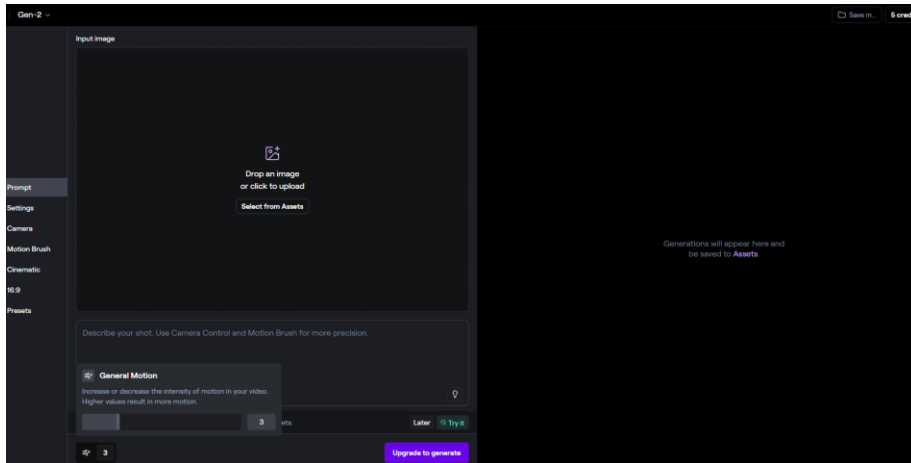 Gen-2
Save in...
5 cred
Input image
Drop an image
or click to upload
Select from Assets
Prompt
Settings
Camera
Motion Brush
Cinematic
16:9
Presets
Generations will appear here and
be saved to Assets.
Describe your shot. Use Camera Control and Motion Brush for more precision.
General Motion
Increase or decrease the intensity of motion in your video.
Higher values result in more motion.
3
ets.
Later
Try it
3
Upgrade to generate